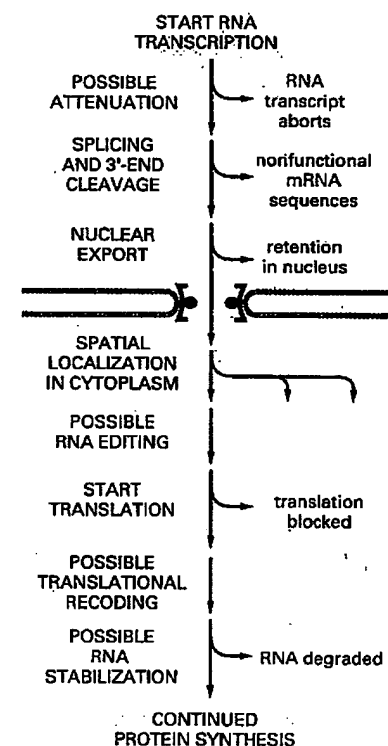 START RNA
TRANSCRIPTION
POSSIBLE
ATTENUATION
RNA
transcript
aborts
SPLICING
AND 3'-END
CLEAVAGE
nonfunctional
mRNA
sequences
NUCLEAR
EXPORT
retention
in nucleus
SPATIAL
LOCALIZATION
IN CYTOPLASM
POSSIBLE
RNA EDITING
START
TRANSLATION
translation
blocked
POSSIBLE
TRANSLATIONAL
RECODING
POSSIBLE
RNA
STABILIZATION
RNA degraded
CONTINUED
PROTEIN SYNTHESIS